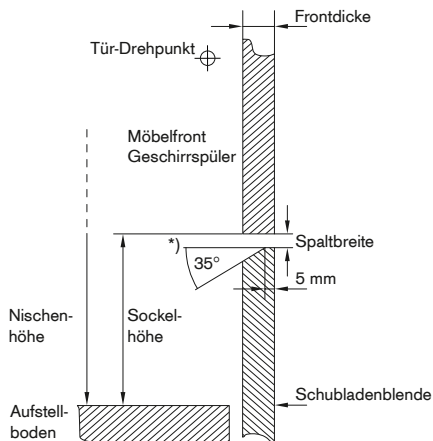 Frontdicke
Tür-Drehpunkt
Möbelfront
Geschirrspüler
*)
Spaltbreite
35°
5 mm
Nischen-
höhe
Sockel-
höhe
Schubladenblende
Aufstell-
boden